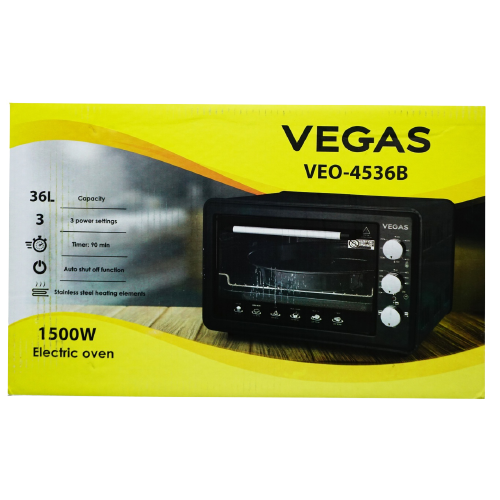 VEGAS
VEO-4536B
36L Capacity
3 3 power settings
Timer: 90 min
Auto shut off function
Stainless steel heating elements
1500W
Electric oven
VEGAS